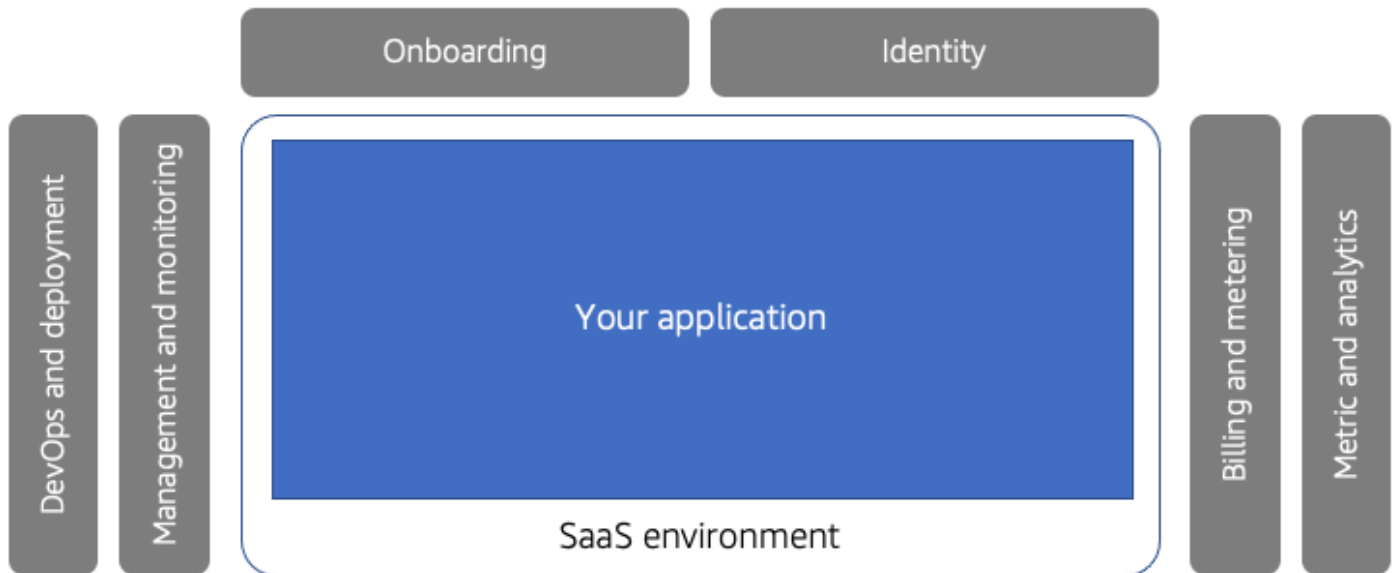 Onboarding
Identity
DevOps and deployment
Management and monitoring
Your application
SaaS environment
Billing and metering
Metric and analytics